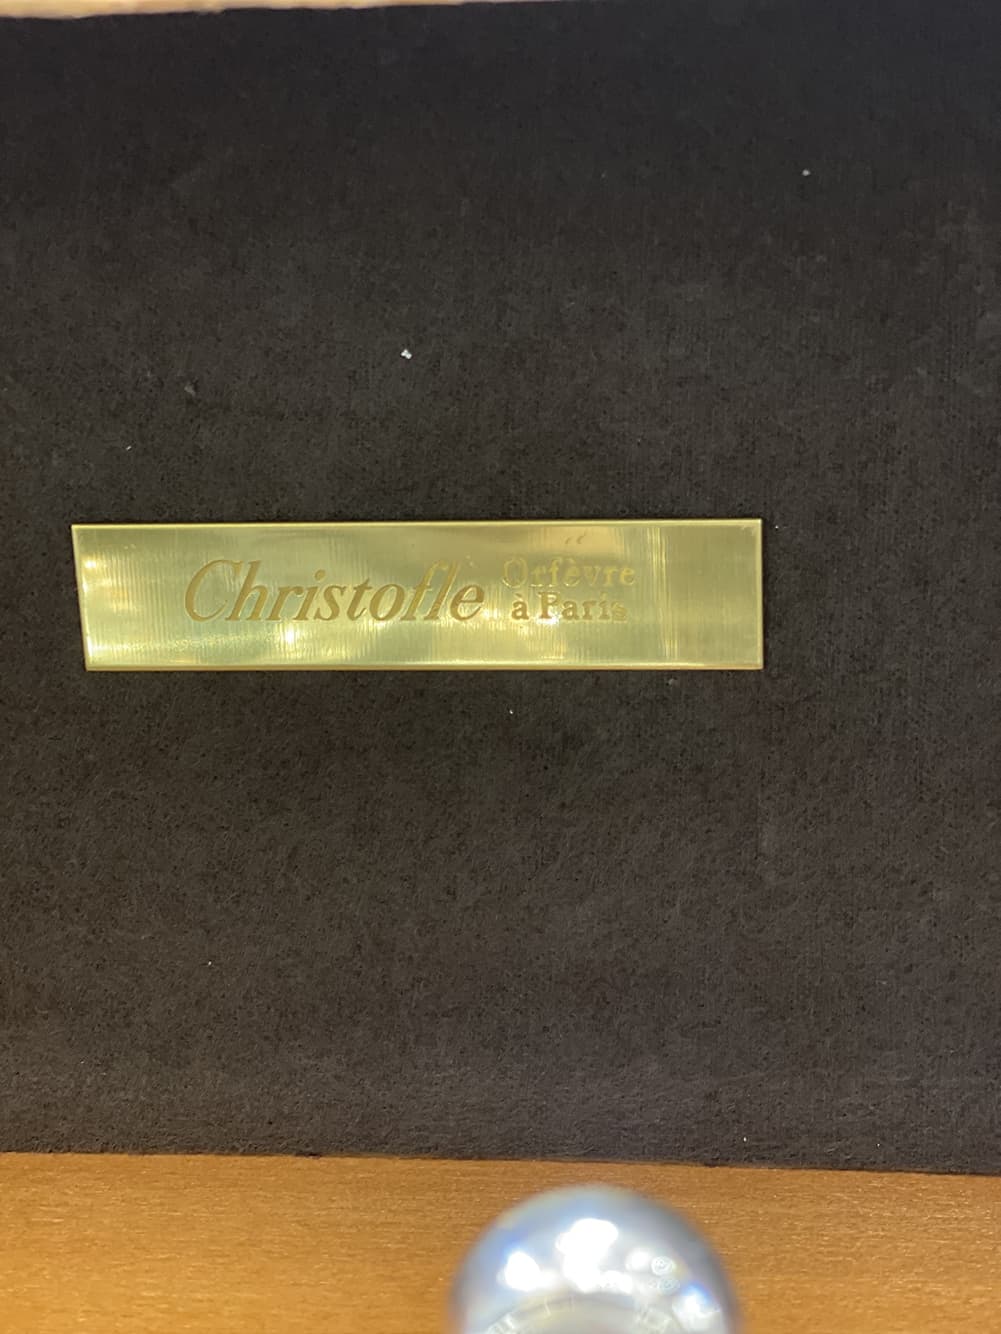 Christofle
Orfèvre
à Paris